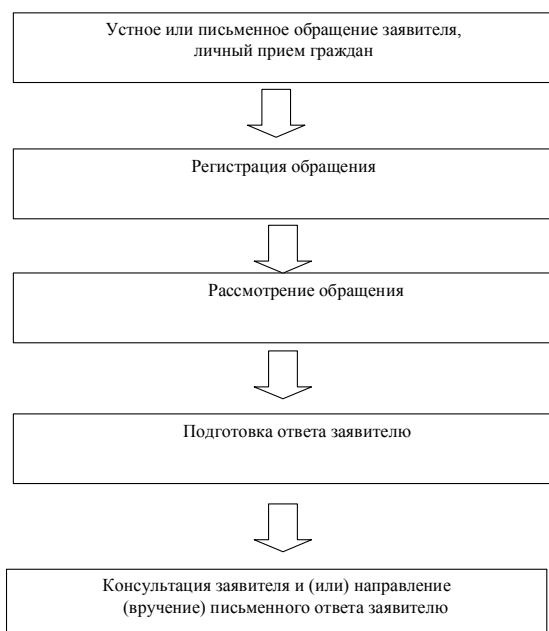 Устное или письменное обращение заявителя,
личный прием граждан
Регистрация обращения
Рассмотрение обращения
Подготовка ответа заявителю
Консультация заявителя и (или) направление
(вручение) письменного ответа заявителю